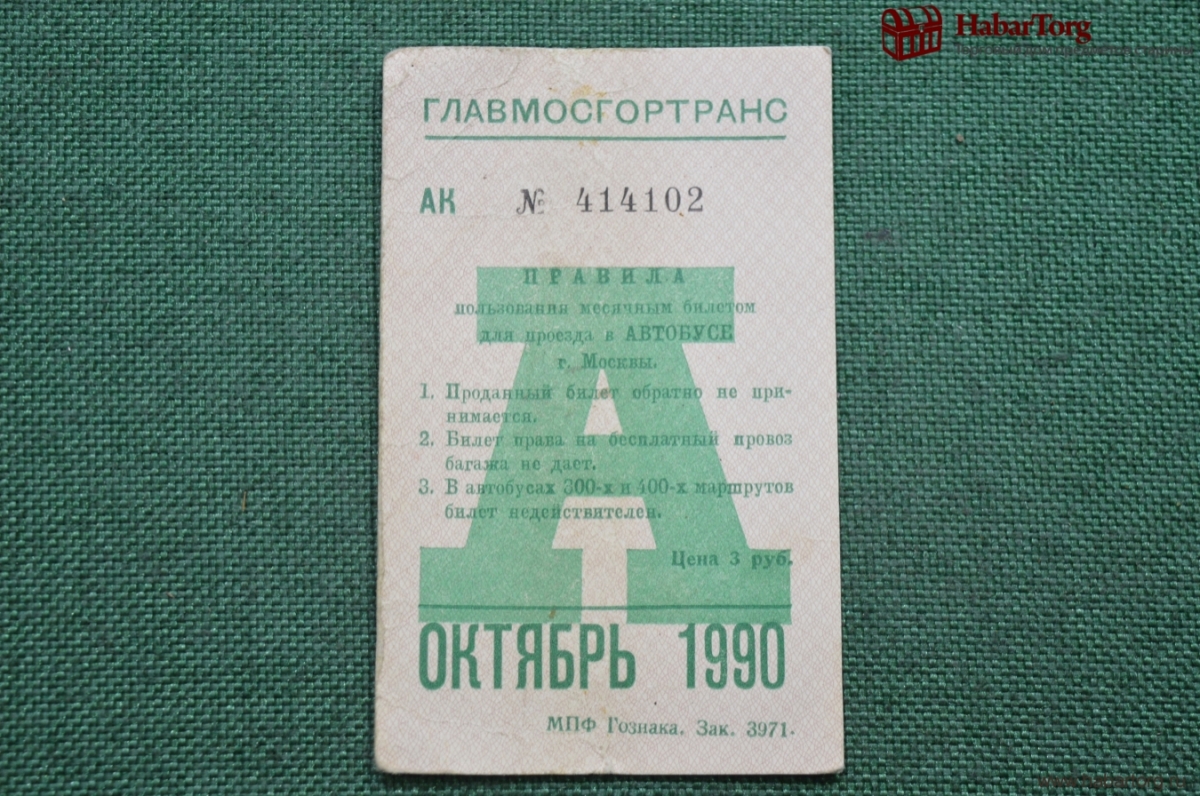 HabarTorg
ГЛАВМОСГОРТРАНС
АК № 414102
ПРАВИЛА
пользования месячным билетом
для проезда в АВТОБУСЕ
г. Москвы.
1. Проданный билет обратно не при-
нимается.
2. Билет права на бесплатный провоз
багажа не дает.
3. В автобусах 300-х и 400-х маршрутов
билет недействителен.
Цена 3 руб.
А
ОКТЯБРЬ 1990
МПФ Гознака. Зак. 3971.